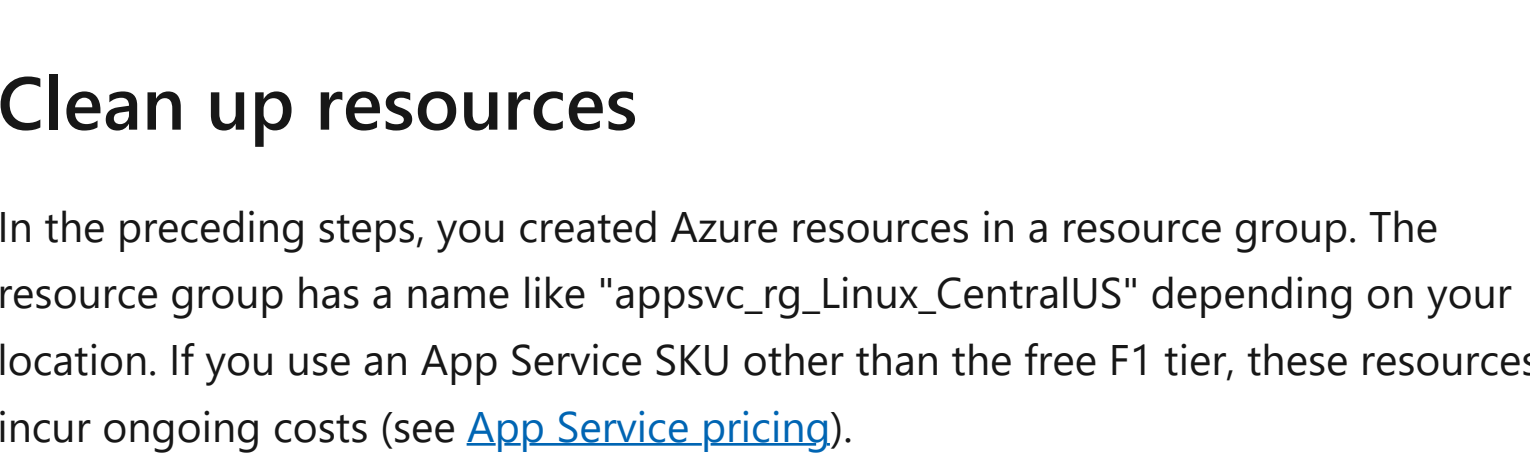 Clean up resources
In the preceding steps, you created Azure resources in a resource group. The
resource group has a name like "appsvc_rg_Linux_CentralUS" depending on your
location. If you use an App Service SKU other than the free F1 tier, these resources
incur ongoing costs (see App Service pricing).